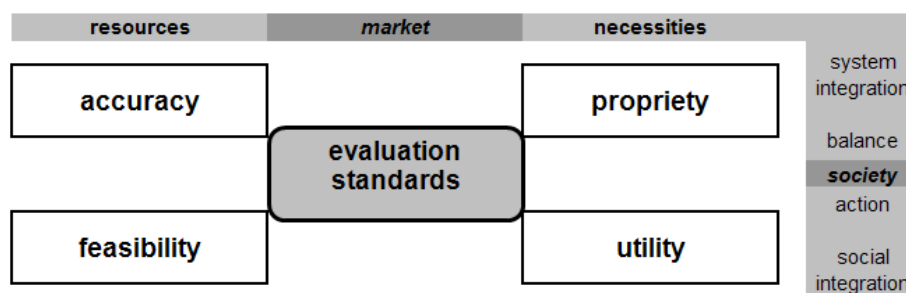 resources market necessities
system
integration
accuracy propriety
balance
evaluation
standards
society
action
feasibility utility
social
integration